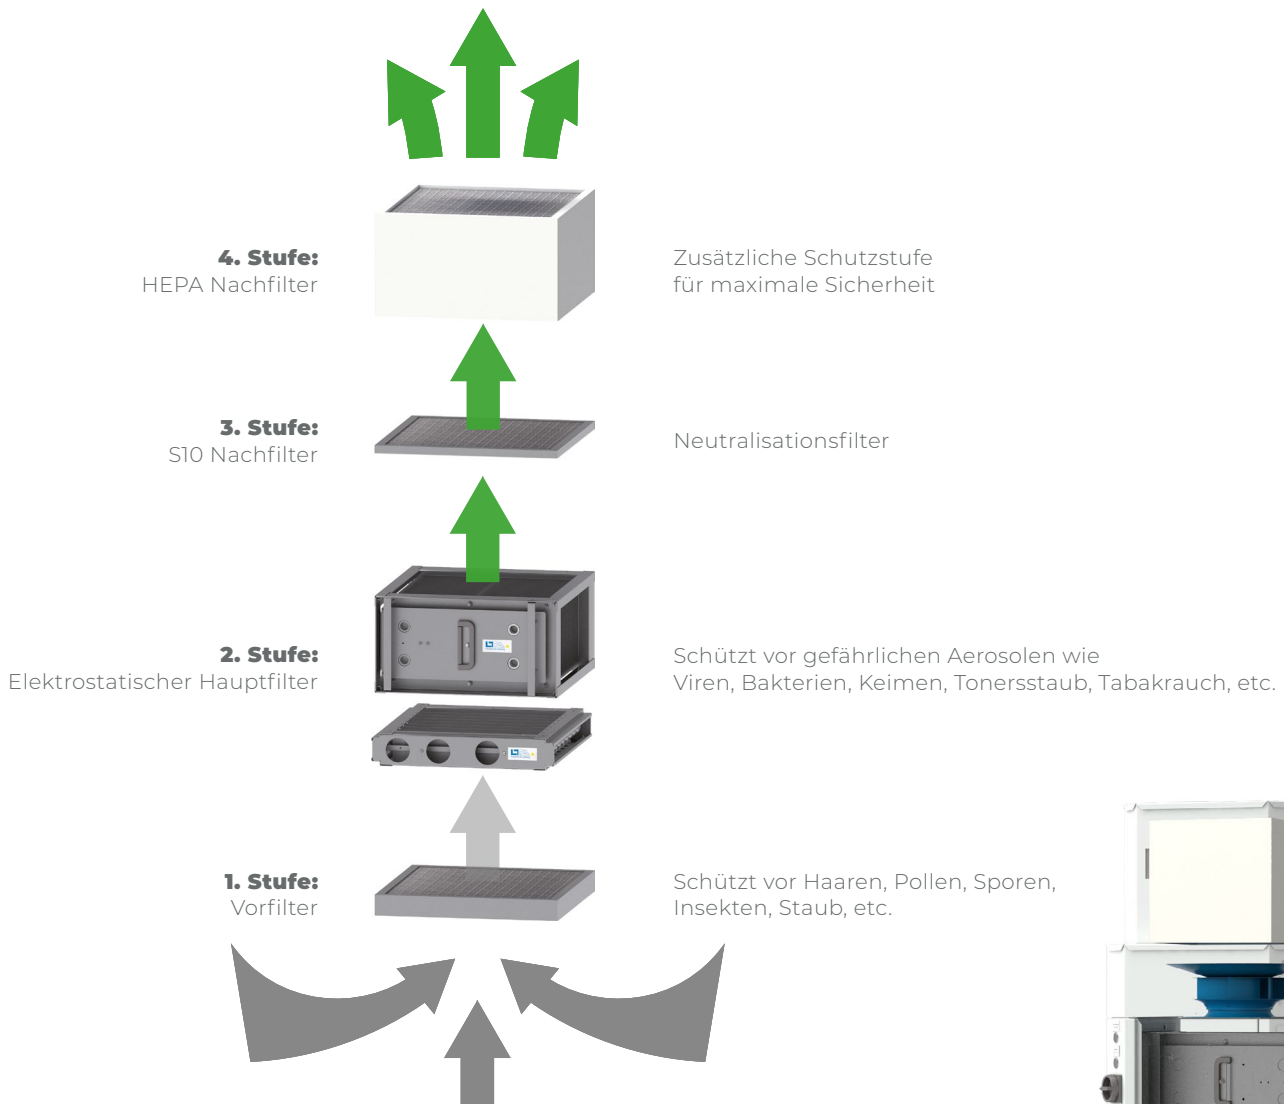 4. Stufe:
HEPA Nachfilter
Zusätzliche Schutzstufe
für maximale Sicherheit
3. Stufe:
S10 Nachfilter
Neutralisationsfilter
2. Stufe:
Elektrostatischer Hauptfilter
Schützt vor gefährlichen Aerosolen wie
Viren, Bakterien, Keimen, Tonersstaub, Tabakrauch, etc.
1. Stufe:
Vorfilter
Schützt vor Haaren, Pollen, Sporen,
Insekten, Staub, etc.